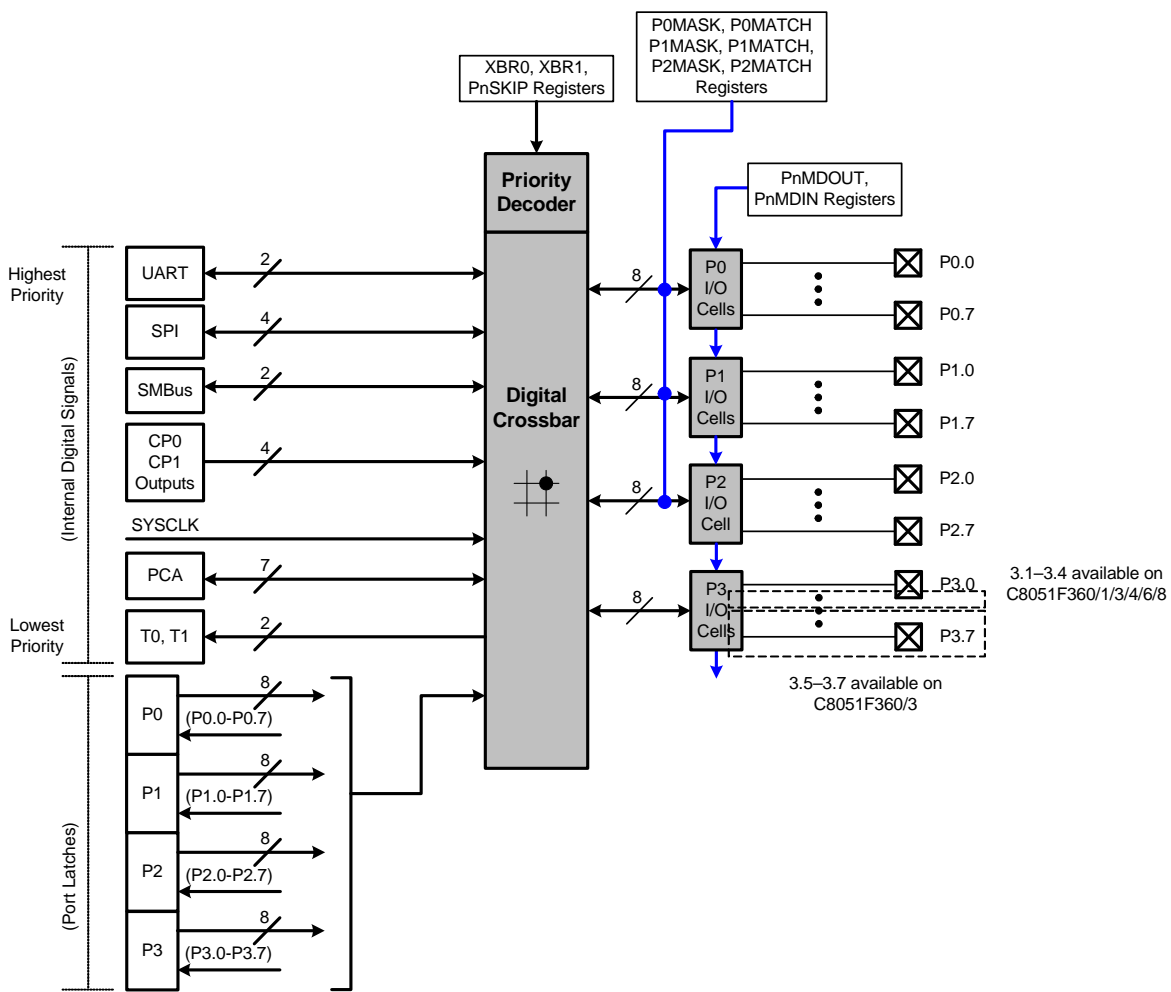 P0MASK, P0MATCH
P1MASK, P1MATCH,
P2MASK, P2MATCH
Registers
XBR0, XBR1,
PnSKIP Registers
PnMDOUT,
PnMDIN Registers
Priority
Decoder
Digital
Crossbar
Highest
Priority
(Internal Digital Signals)
Lowest
Priority
UART
2
SPI
4
SMBus
2
CP0
CP1
Outputs
4
SYSCLK
PCA
7
T0, T1
2
(Port Latches)
P0
8
(P0.0-P0.7)
P1
8
(P1.0-P1.7)
P2
8
(P2.0-P2.7)
P3
8
(P3.0-P3.7)
8
P0
I/O
Cells
P0.0
P0.7
8
P1
I/O
Cells
P1.0
P1.7
8
P2
I/O
Cell
P2.0
P2.7
8
P3
I/O
Cells
P3.0
P3.7
3.1–3.4 available on
C8051F360/1/3/4/6/8
3.5–3.7 available on
C8051F360/3